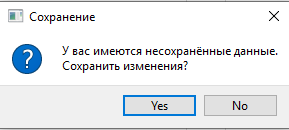 Сохранение
У вас имеются несохранённые данные.
Сохранить изменения?
Yes No